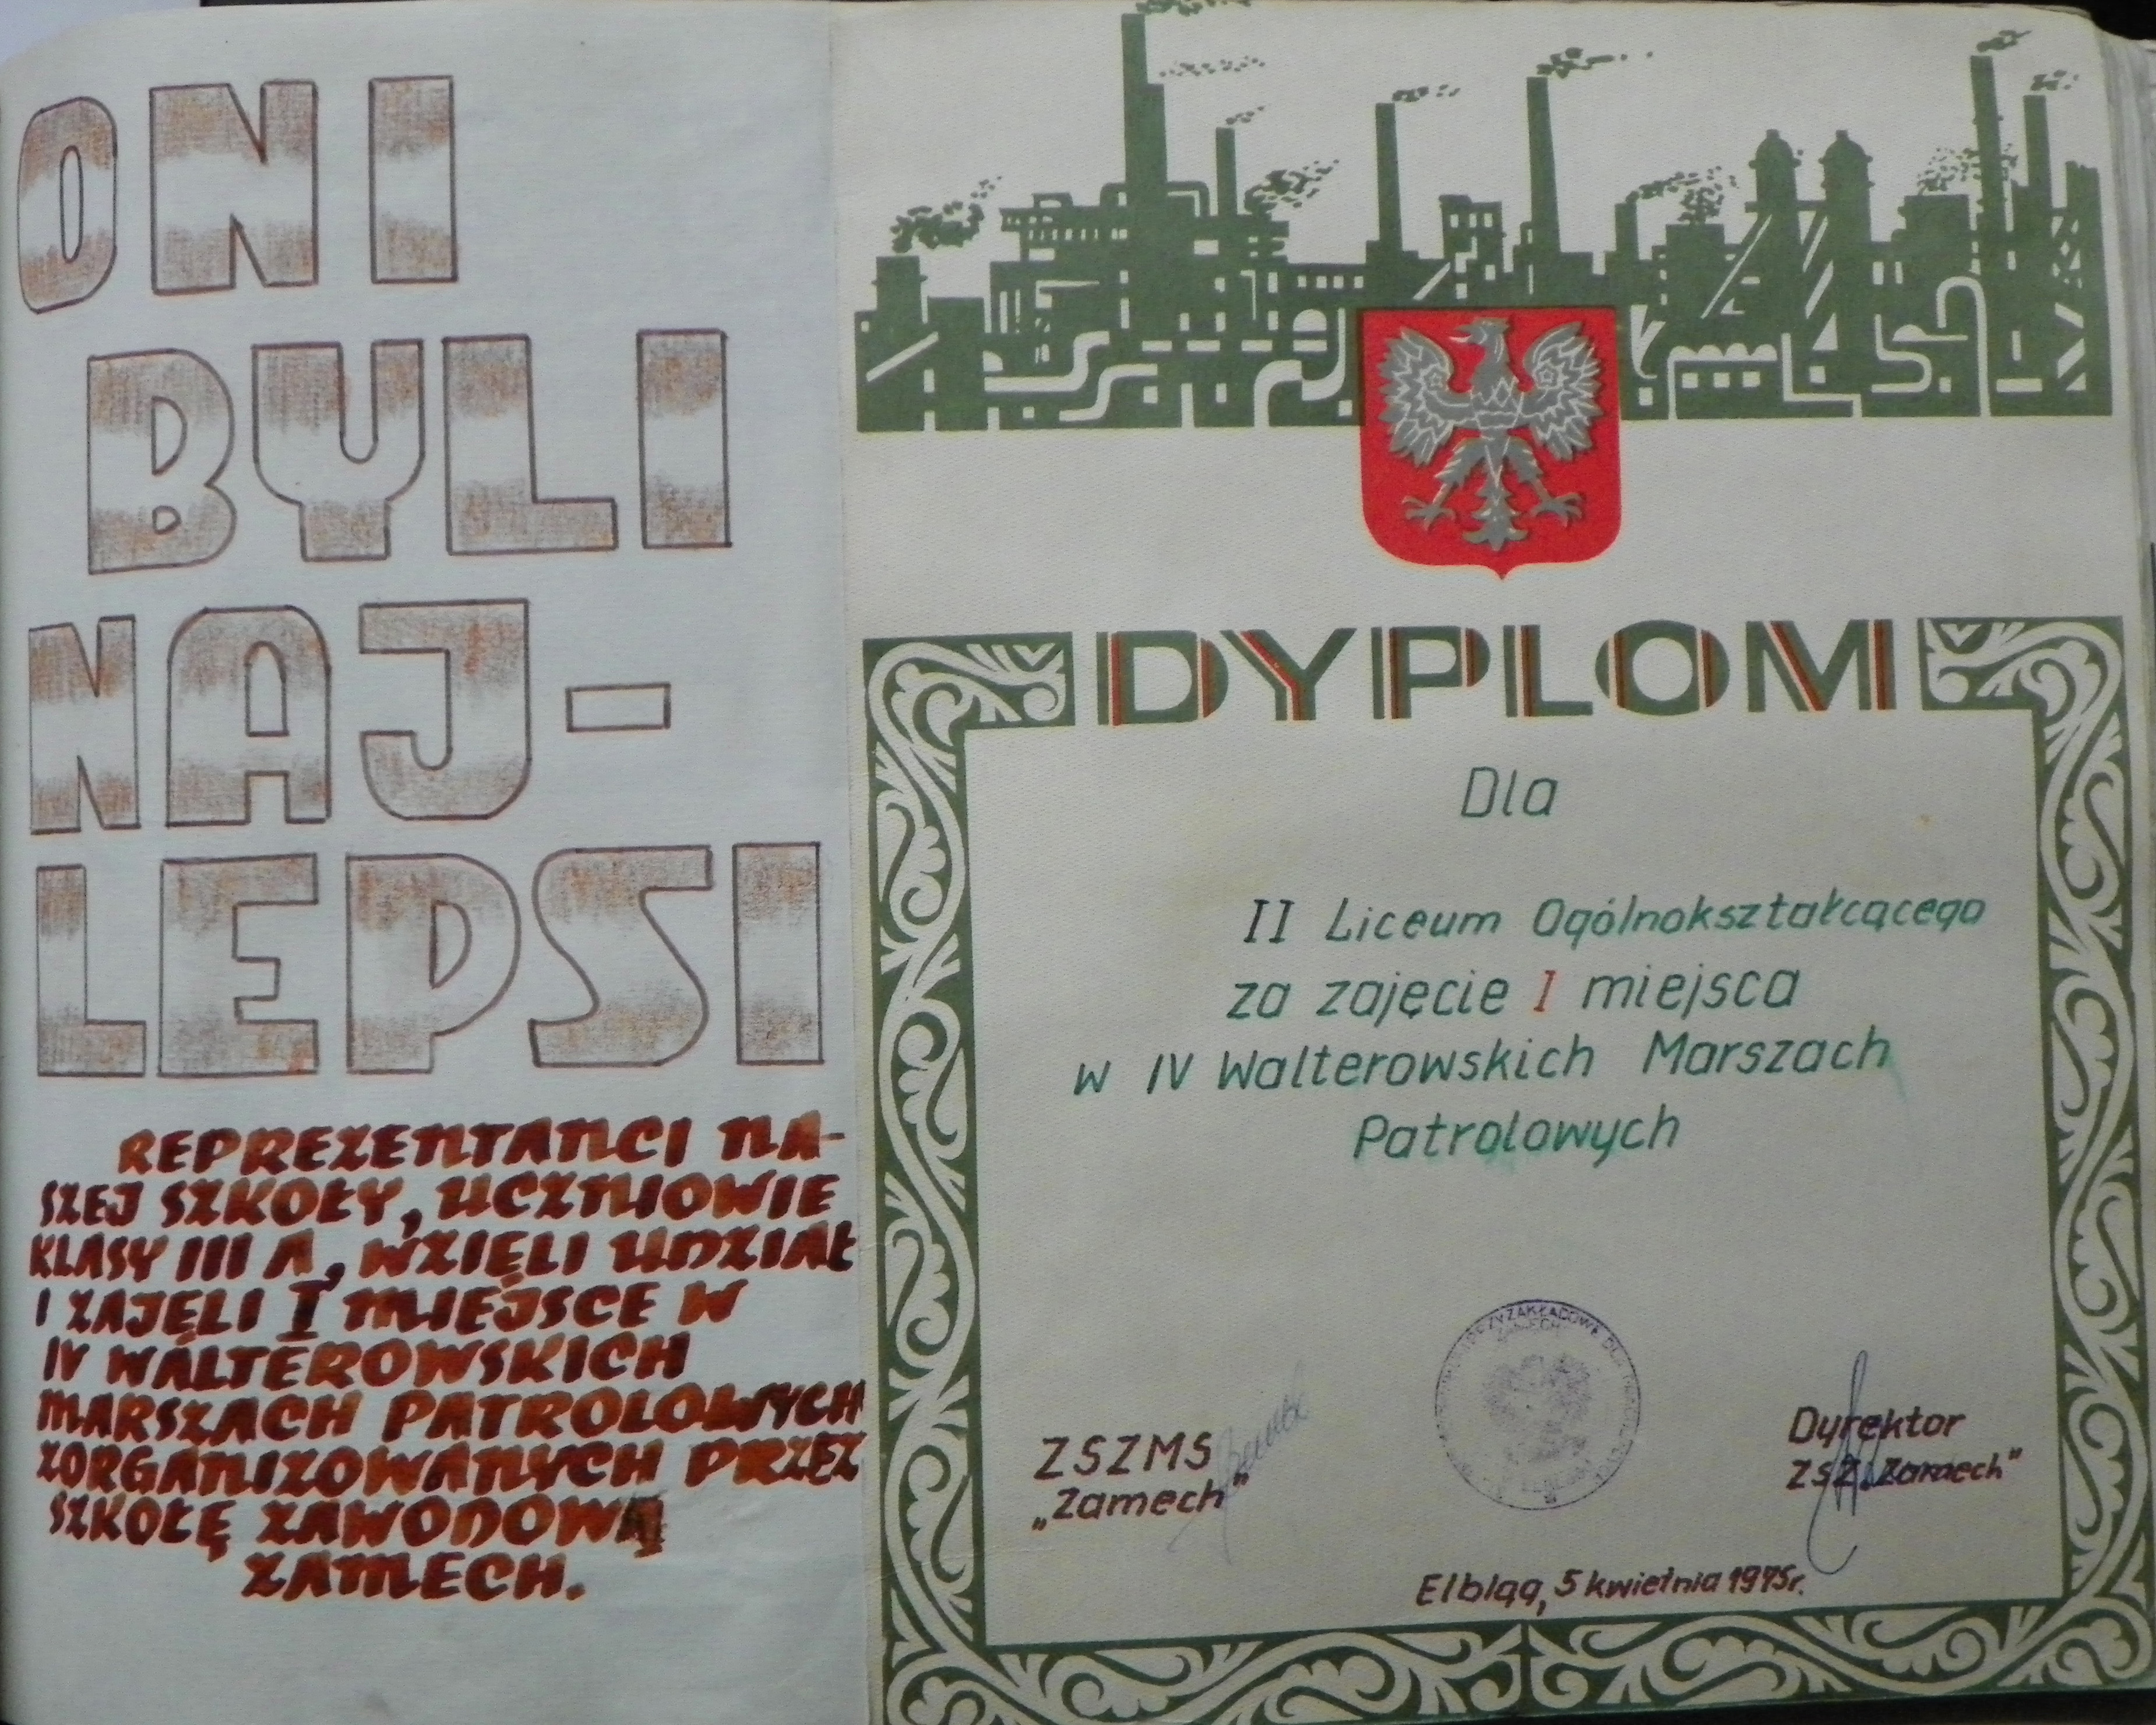 ONI
BYLI
NAJ-
LEPSI
REPREZENTANCI NA-
SZEJ SZKOŁY, UCZNIOWIE
KLASY III A, WZIĘLI UDZIAŁ
I ZAJĘLI I MIEJSCE W
IV WALTEROWSKICH
MARSZACH PATROLOWYCH
ZORGANIZOWANYCH PRZEZ
SZKOŁĘ ZAWODOWĄ
ZAMECH.
DYPLOM
Dla
II Liceum Ogólnokształcącego
za zajęcie I miejsca
w IV Walterowskich Marszach
Patrolowych
ZSZMS
„Zamech"
ZAKŁADOWE DLA
Dyrektor
ZSZ „Zamech"
Elbląg, 5 kwietnia 1975r.